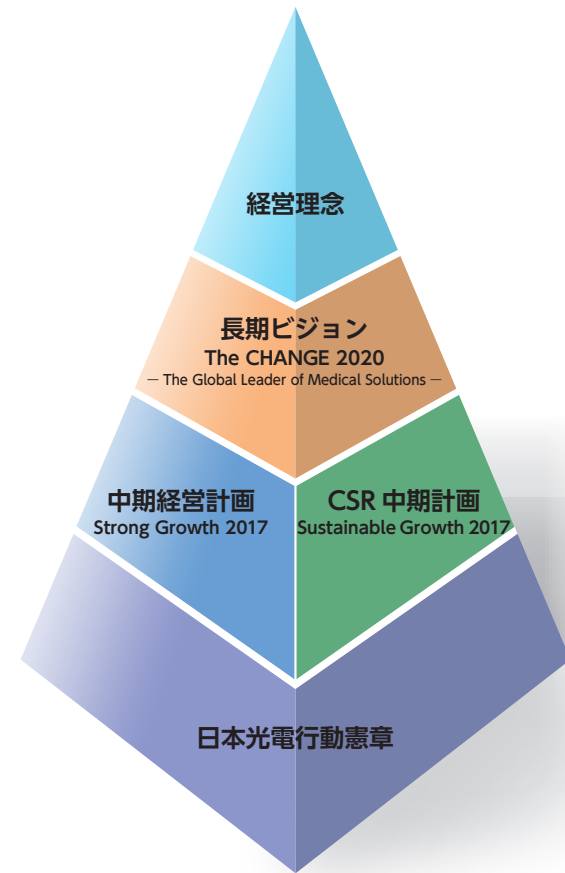 経営理念
長期ビジョン
The CHANGE 2020
― The Global Leader of Medical Solutions ―
中期経営計画
Strong Growth 2017
CSR 中期計画
Sustainable Growth 2017
日本光電行動憲章